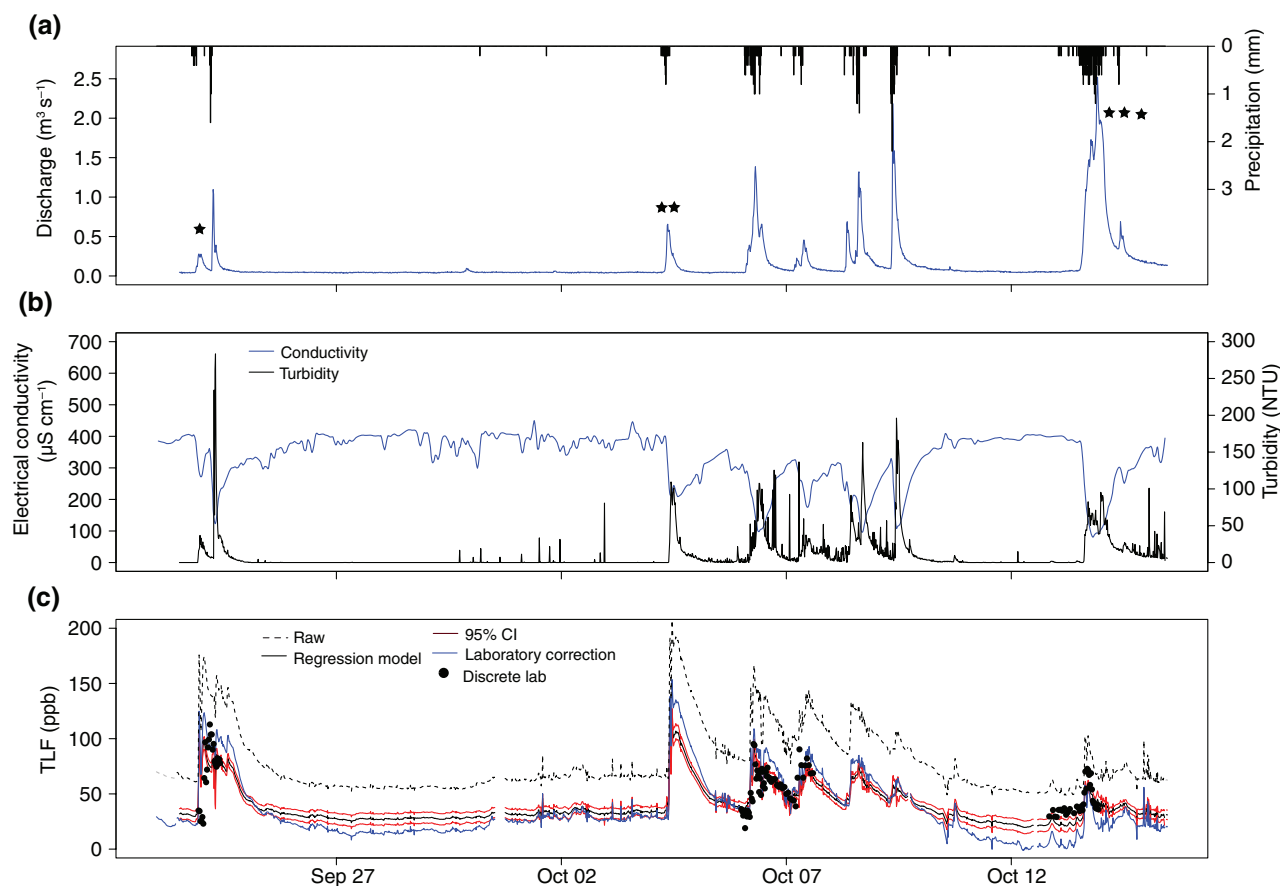 (a)
Discharge (m³ s⁻¹)
2.5
2.0
1.5
1.0
0.5
0.0
0
1
2
3
Precipitation (mm)
(b)
Electrical conductivity
(µS cm⁻¹)
700
600
500
400
300
200
100
0
Conductivity
Turbidity
300
250
200
150
100
50
0
Turbidity (NTU)
(c)
TLF (ppb)
200
150
100
50
0
Raw
Regression model
95% CI
Laboratory correction
Discrete lab
Sep 27
Oct 02
Oct 07
Oct 12